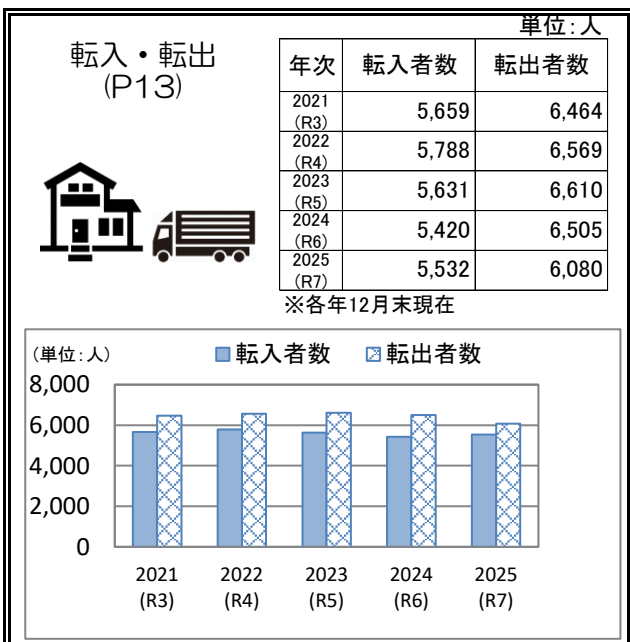 転入・転出
(P13)
単位：人
年次 転入者数 転出者数
2021
(R3) 5,659 6,464
2022
(R4) 5,788 6,569
2023
(R5) 5,631 6,610
2024
(R6) 5,420 6,505
2025
(R7) 5,532 6,080
※各年12月末現在
（単位：人） 転入者数 転出者数
8,000
6,000
4,000
2,000
0
2021 2022 2023 2024 2025
(R3) (R4) (R5) (R6) (R7)